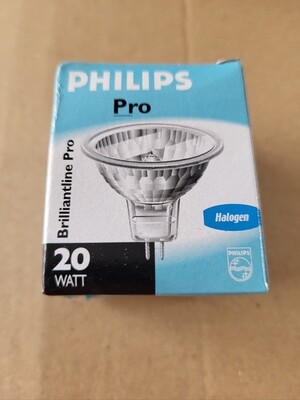 PHILIPS
Pro
Brilliantline Pro
Halogen
20
WATT
PHILIPS